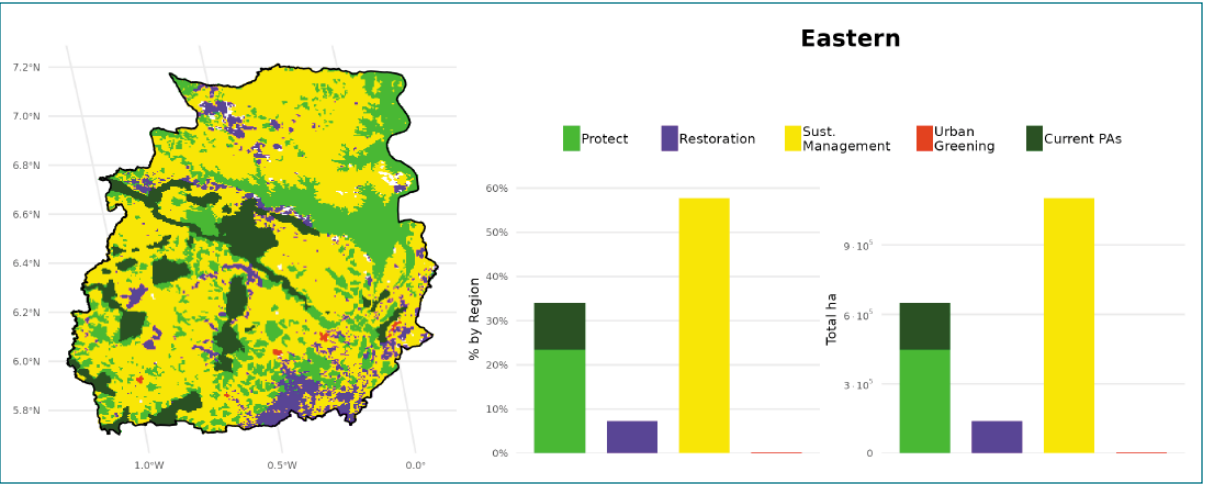 Eastern
Protect
Restoration
Sust.
Management
Urban
Greening
Current PAs
7.2°N
7.0°N
6.8°N
6.6°N
6.4°N
6.2°N
6.0°N
5.8°N
1.0°W
0.5°W
0.0°
% by Region
60%
50%
40%
30%
20%
10%
0%
Total ha
9·10⁵
6·10⁵
3·10⁵
0